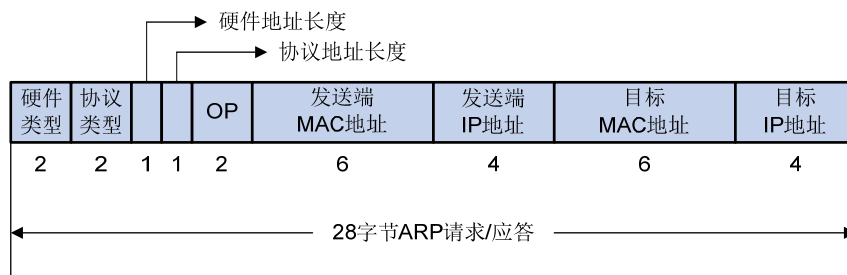 硬件地址长度
协议地址长度
硬件
类型
协议
类型
OP
发送端
MAC地址
发送端
IP地址
目标
MAC地址
目标
IP地址
2 2 1 1 2 6 4 6 4
28字节ARP请求/应答